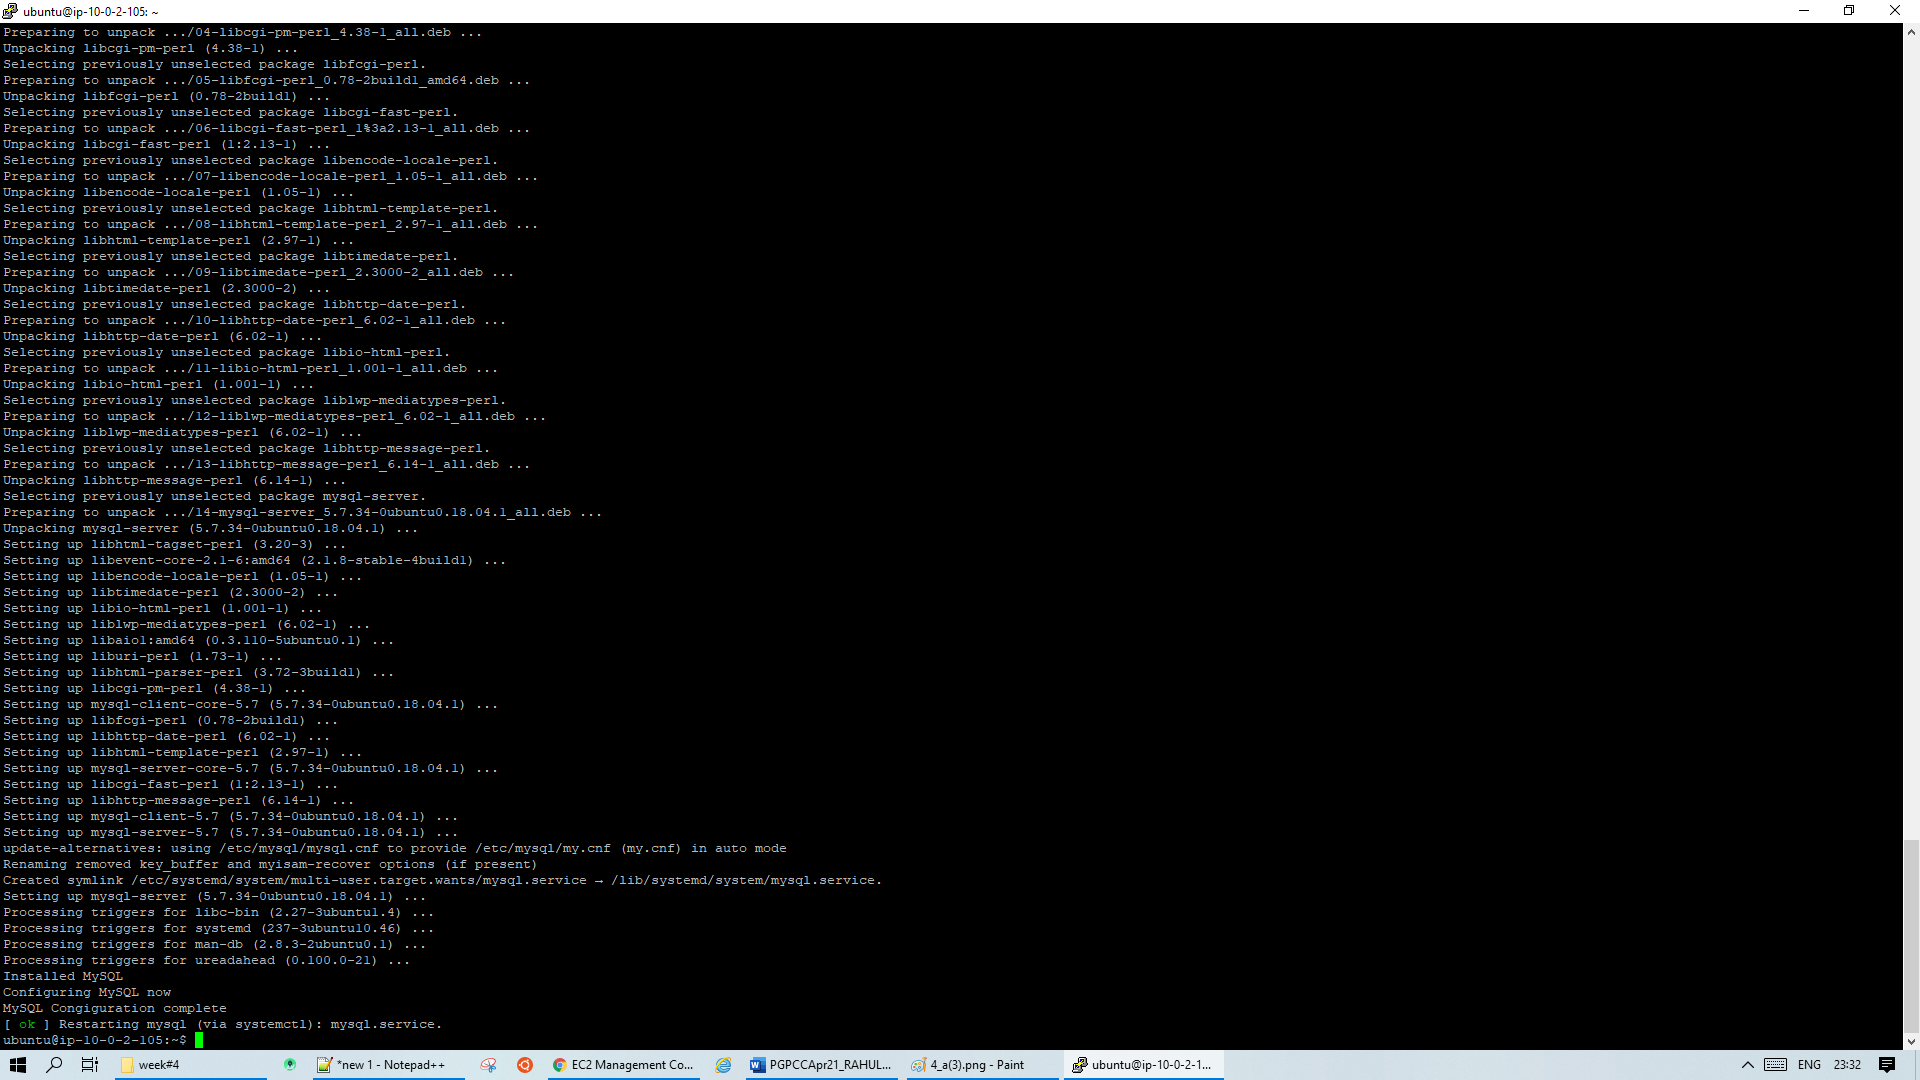 ubuntu@ip-10-0-2-105: ~
Preparing to unpack .../04-libcgi-pm-perl_4.38-1_all.deb ...
Unpacking libcgi-pm-perl (4.38-1) ...
Selecting previously unselected package libfcgi-perl.
Preparing to unpack .../05-libfcgi-perl_0.78-2build1_amd64.deb ...
Unpacking libfcgi-perl (0.78-2build1) ...
Selecting previously unselected package libcgi-fast-perl.
Preparing to unpack .../06-libcgi-fast-perl_1%3a2.13-1_all.deb ...
Unpacking libcgi-fast-perl (1:2.13-1) ...
Selecting previously unselected package libencode-locale-perl.
Preparing to unpack .../07-libencode-locale-perl_1.05-1_all.deb ...
Unpacking libencode-locale-perl (1.05-1) ...
Selecting previously unselected package libhtml-template-perl.
Preparing to unpack .../08-libhtml-template-perl_2.97-1_all.deb ...
Unpacking libhtml-template-perl (2.97-1) ...
Selecting previously unselected package libtimedate-perl.
Preparing to unpack .../09-libtimedate-perl_2.3000-2_all.deb ...
Unpacking libtimedate-perl (2.3000-2) ...
Selecting previously unselected package libhttp-date-perl.
Preparing to unpack .../10-libhttp-date-perl_6.02-1_all.deb ...
Unpacking libhttp-date-perl (6.02-1) ...
Selecting previously unselected package libio-html-perl.
Preparing to unpack .../11-libio-html-perl_1.001-1_all.deb ...
Unpacking libio-html-perl (1.001-1) ...
Selecting previously unselected package liblwp-mediatypes-perl.
Preparing to unpack .../12-liblwp-mediatypes-perl_6.02-1_all.deb ...
Unpacking liblwp-mediatypes-perl (6.02-1) ...
Selecting previously unselected package libhttp-message-perl.
Preparing to unpack .../13-libhttp-message-perl_6.14-1_all.deb ...
Unpacking libhttp-message-perl (6.14-1) ...
Selecting previously unselected package mysql-server.
Preparing to unpack .../14-mysql-server_5.7.34-0ubuntu0.18.04.1_all.deb ...
Unpacking mysql-server (5.7.34-0ubuntu0.18.04.1) ...
Setting up libhtml-tagset-perl (3.20-3) ...
Setting up libevent-core-2.1-6:amd64 (2.1.8-stable-4build1) ...
Setting up libencode-locale-perl (1.05-1) ...
Setting up libtimedate-perl (2.3000-2) ...
Setting up libio-html-perl (1.001-1) ...
Setting up liblwp-mediatypes-perl (6.02-1) ...
Setting up libaio1:amd64 (0.3.110-5ubuntu0.1) ...
Setting up liburi-perl (1.73-1) ...
Setting up libhtml-parser-perl (3.72-3build1) ...
Setting up libcgi-pm-perl (4.38-1) ...
Setting up mysql-client-core-5.7 (5.7.34-0ubuntu0.18.04.1) ...
Setting up libfcgi-perl (0.78-2build1) ...
Setting up libhttp-date-perl (6.02-1) ...
Setting up libhtml-template-perl (2.97-1) ...
Setting up mysql-server-core-5.7 (5.7.34-0ubuntu0.18.04.1) ...
Setting up libcgi-fast-perl (1:2.13-1) ...
Setting up libhttp-message-perl (6.14-1) ...
Setting up mysql-client-5.7 (5.7.34-0ubuntu0.18.04.1) ...
Setting up mysql-server-5.7 (5.7.34-0ubuntu0.18.04.1) ...
update-alternatives: using /etc/mysql/mysql.cnf to provide /etc/mysql/my.cnf (my.cnf) in auto mode
Renaming removed key_buffer and myisam-recover options (if present)
Created symlink /etc/systemd/system/multi-user.target.wants/mysql.service → /lib/systemd/system/mysql.service.
Setting up mysql-server (5.7.34-0ubuntu0.18.04.1) ...
Processing triggers for libc-bin (2.27-3ubuntu1.4) ...
Processing triggers for systemd (237-3ubuntu10.46) ...
Processing triggers for man-db (2.8.3-2ubuntu0.1) ...
Processing triggers for ureadahead (0.100.0-21) ...
Installed MySQL
Configuring MySQL now
MySQL Congiguration complete
[ ok ] Restarting mysql (via systemctl): mysql.service.
ubuntu@ip-10-0-2-105:~$
week#4 *new 1 - Notepad++ EC2 Management Co... PGPCCApr21_RAHUL... 4_a(3).png - Paint ubuntu@ip-10-0-2-1... ENG 23:32